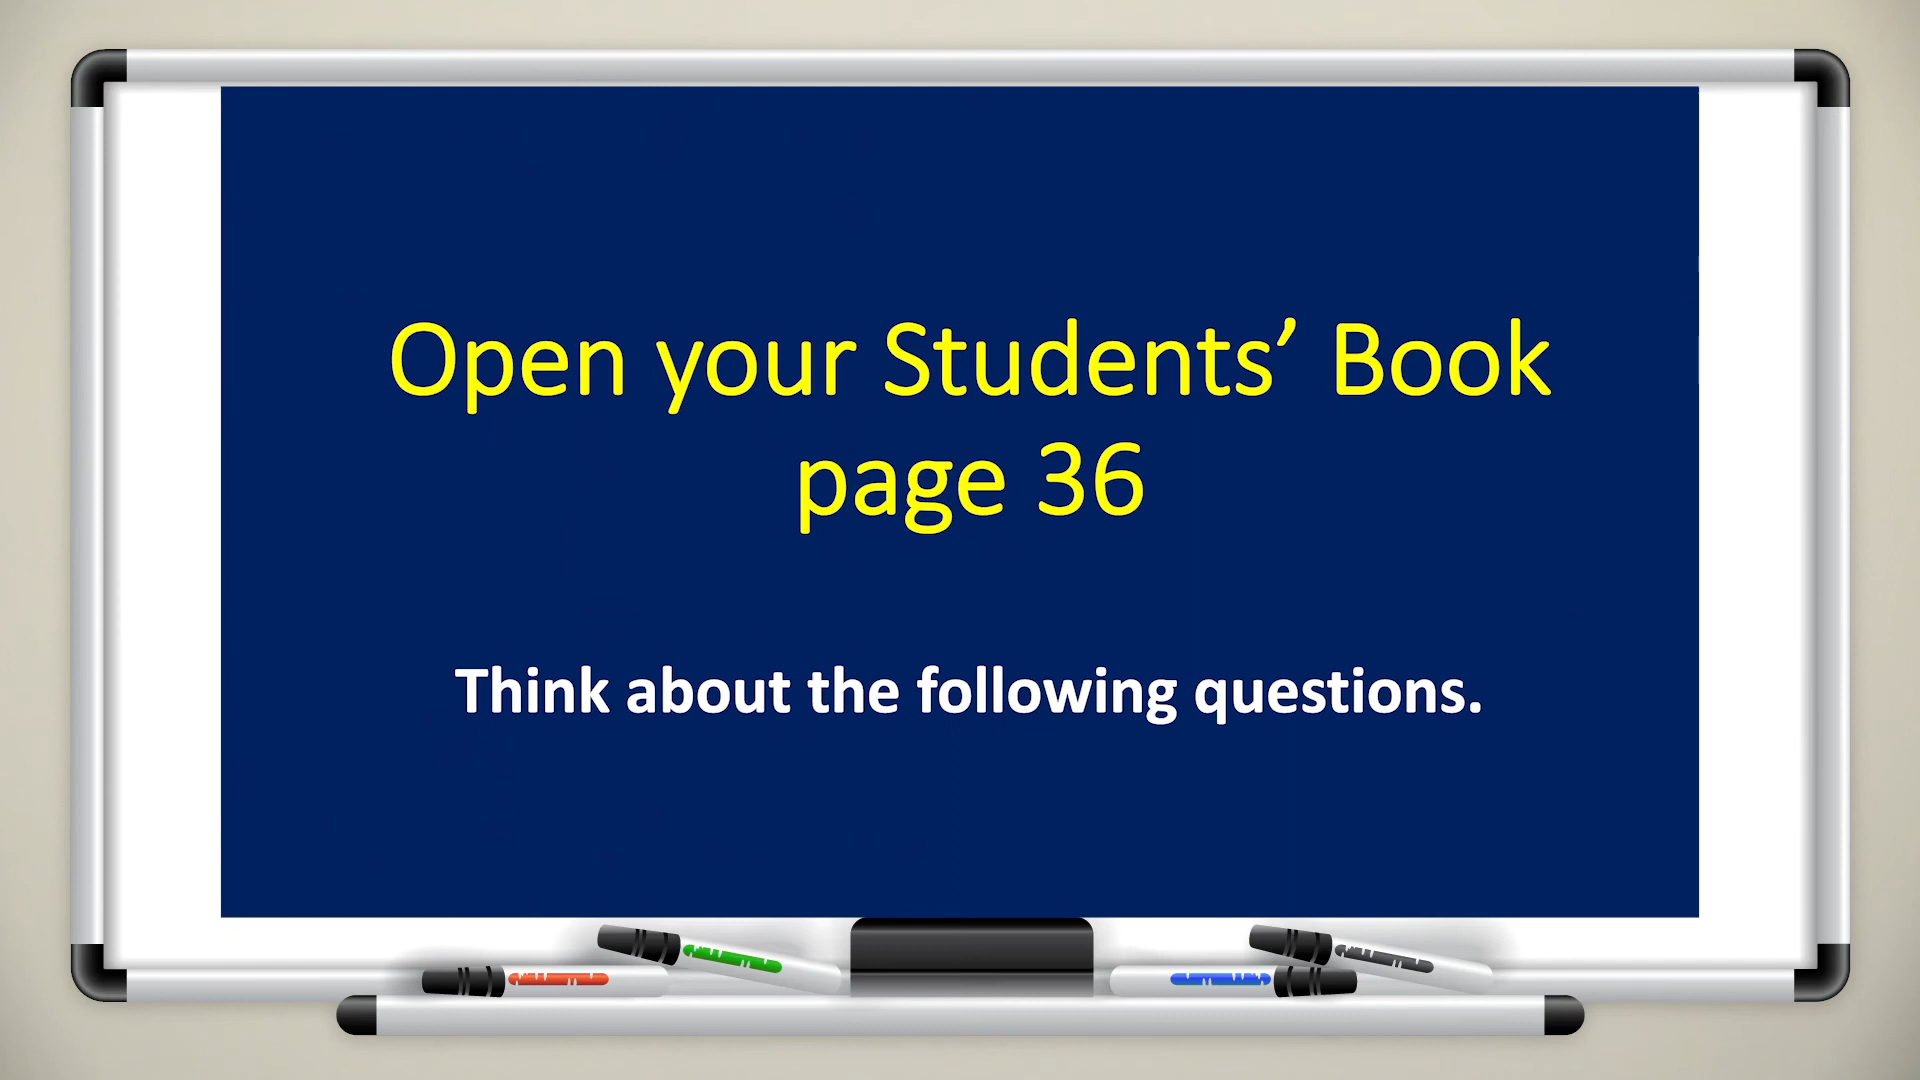 Open your Students’ Book
page 36
Think about the following questions.